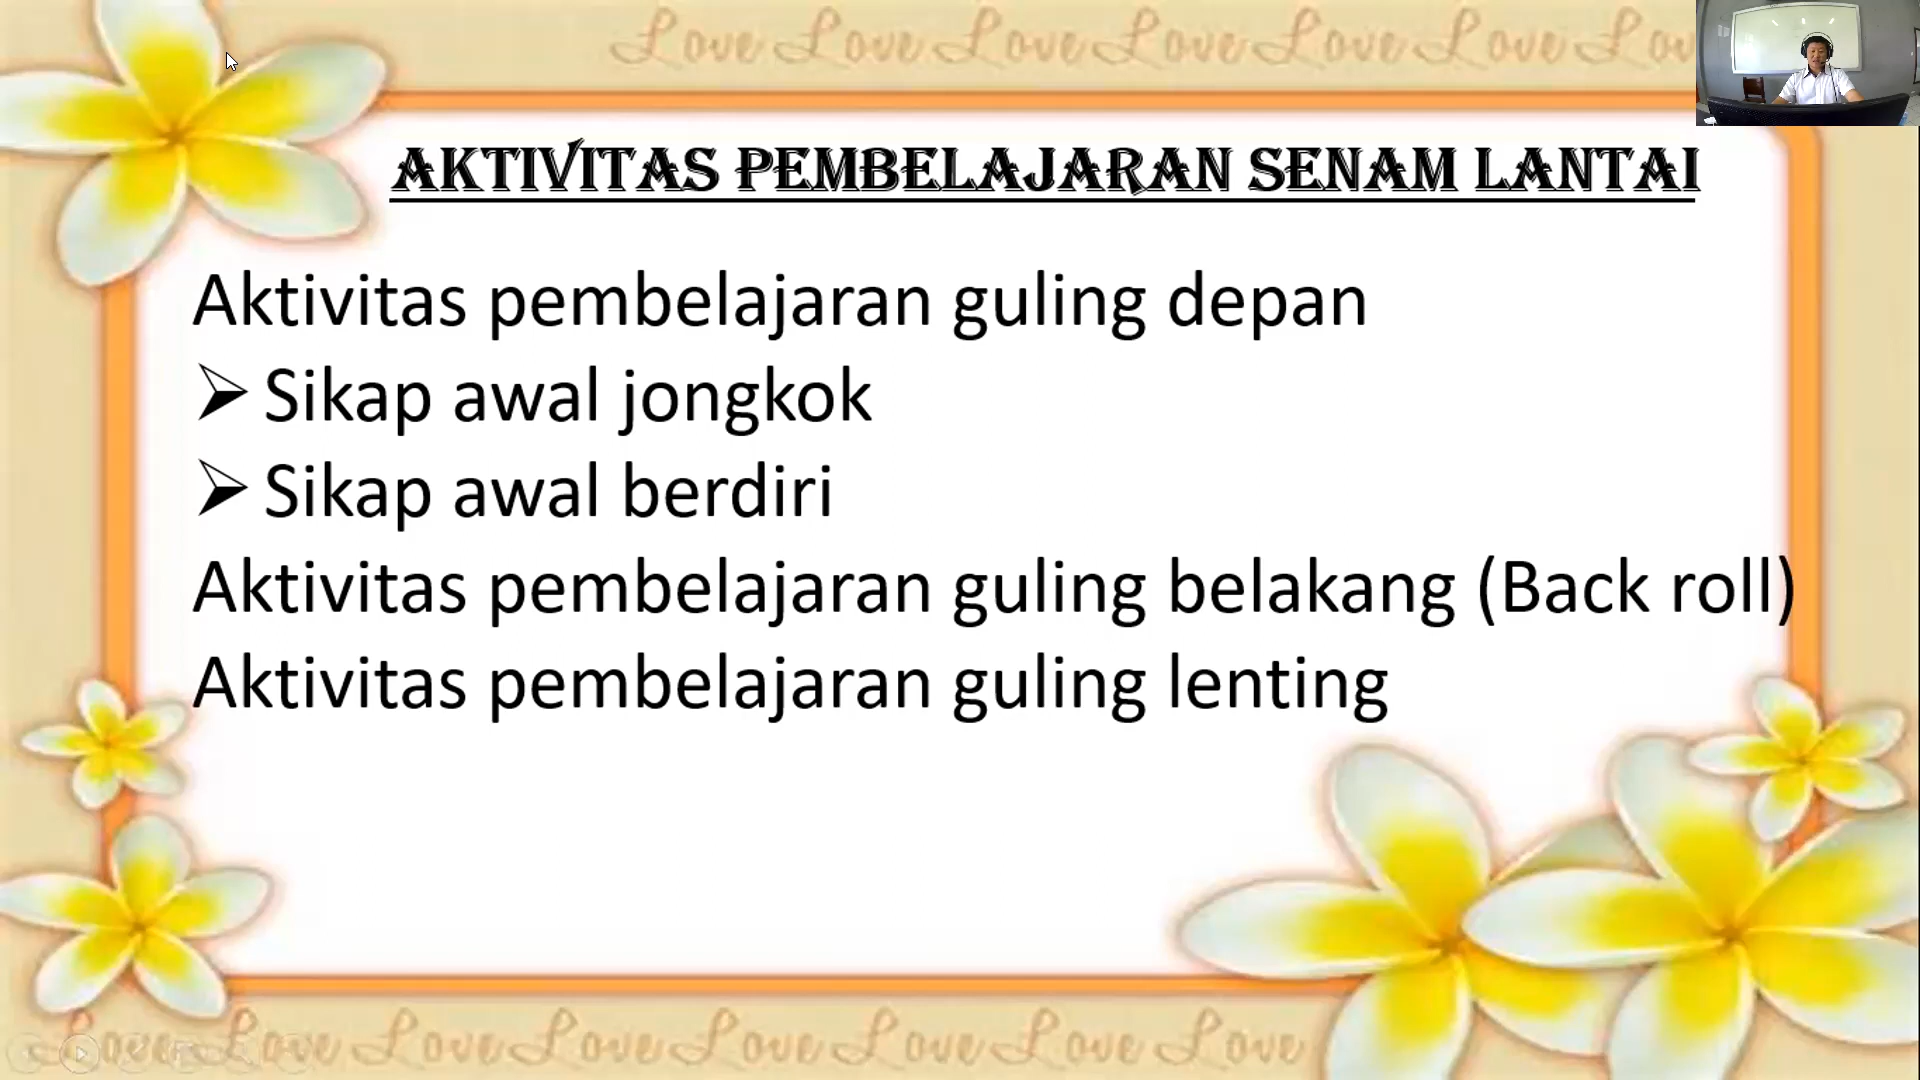 Love Love Love Love Love Love Lov
AKTIVITAS PEMBELAJARAN SENAM LANTAI
Aktivitas pembelajaran guling depan
➢ Sikap awal jongkok
➢ Sikap awal berdiri
Aktivitas pembelajaran guling belakang (Back roll)
Aktivitas pembelajaran guling lenting
Love Love Love Love Love Love Love Love